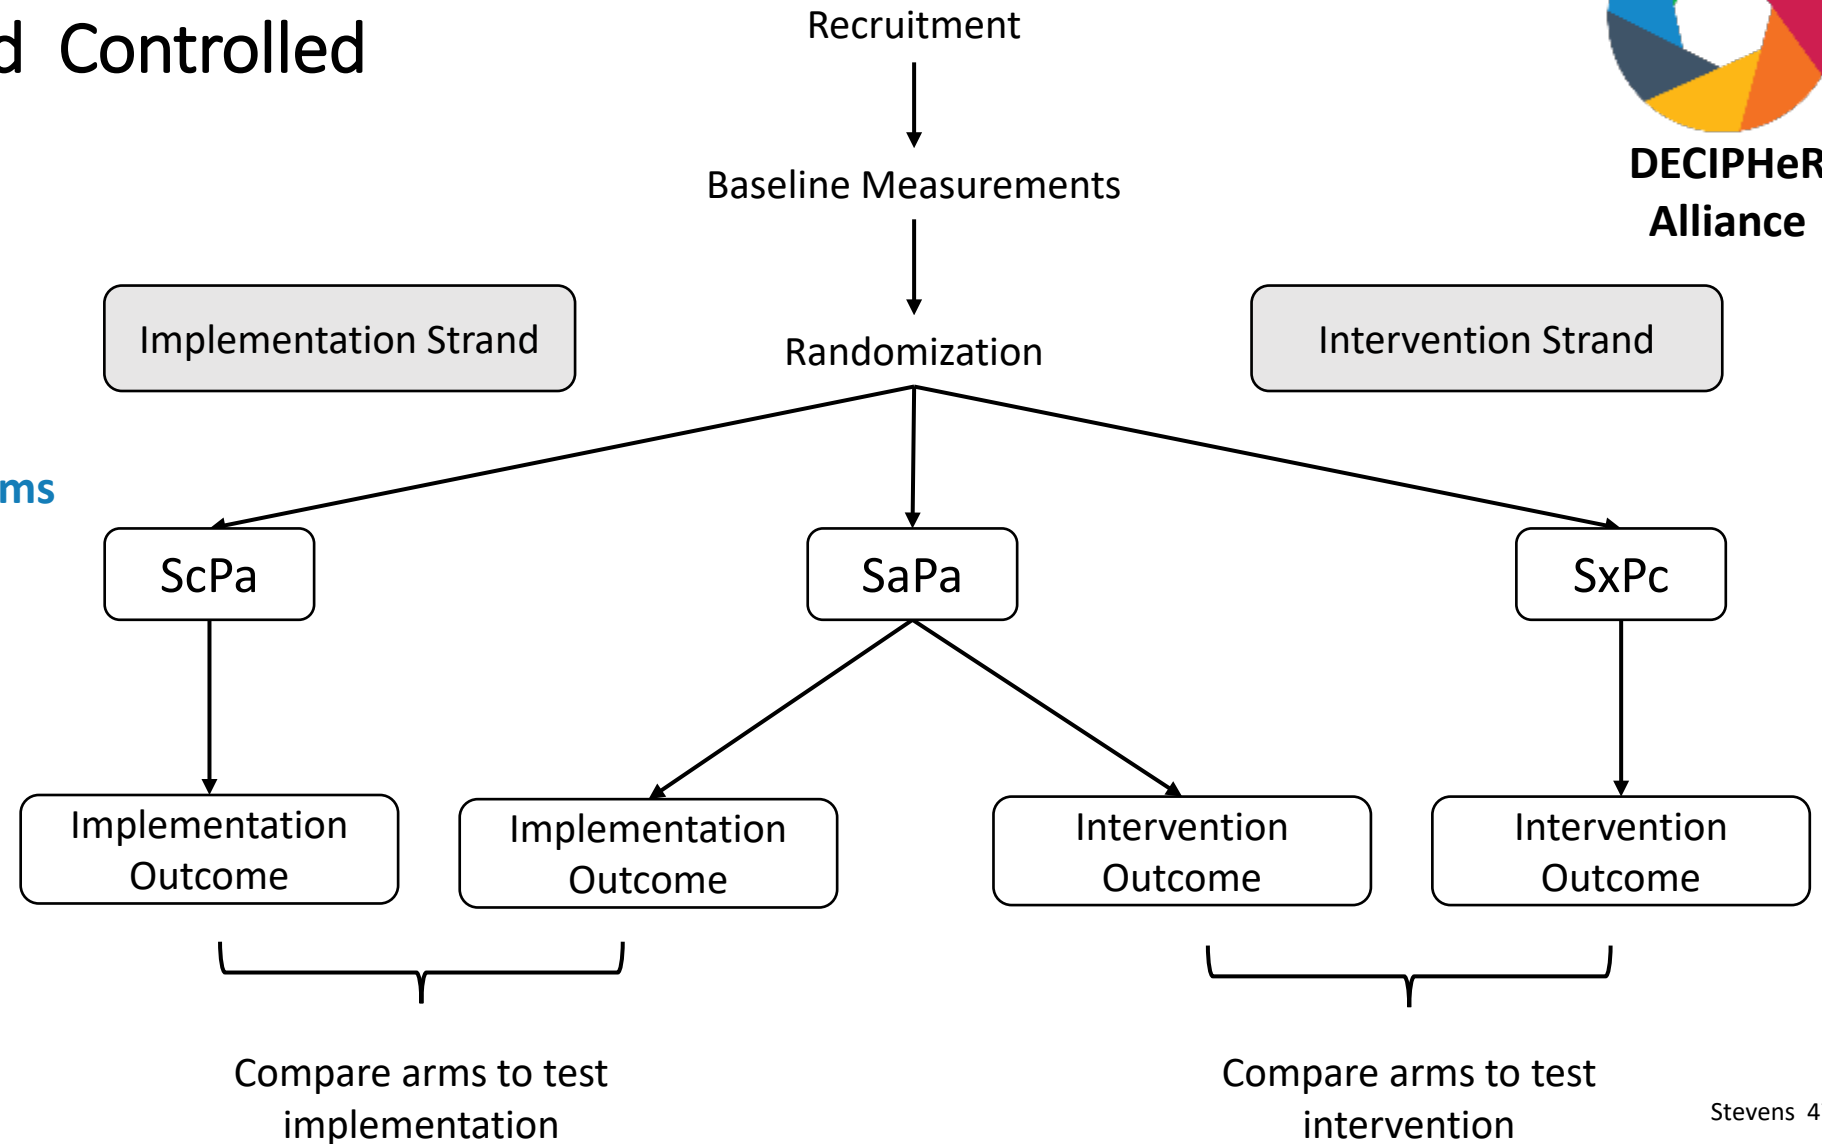 d Controlled
Recruitment
DECIPHeR
Alliance
Baseline Measurements
Implementation Strand
Randomization
Intervention Strand
ms
ScPa
SaPa
SxPc
Implementation
Outcome
Implementation
Outcome
Intervention
Outcome
Intervention
Outcome
Compare arms to test
implementation
Compare arms to test
intervention
Stevens 4